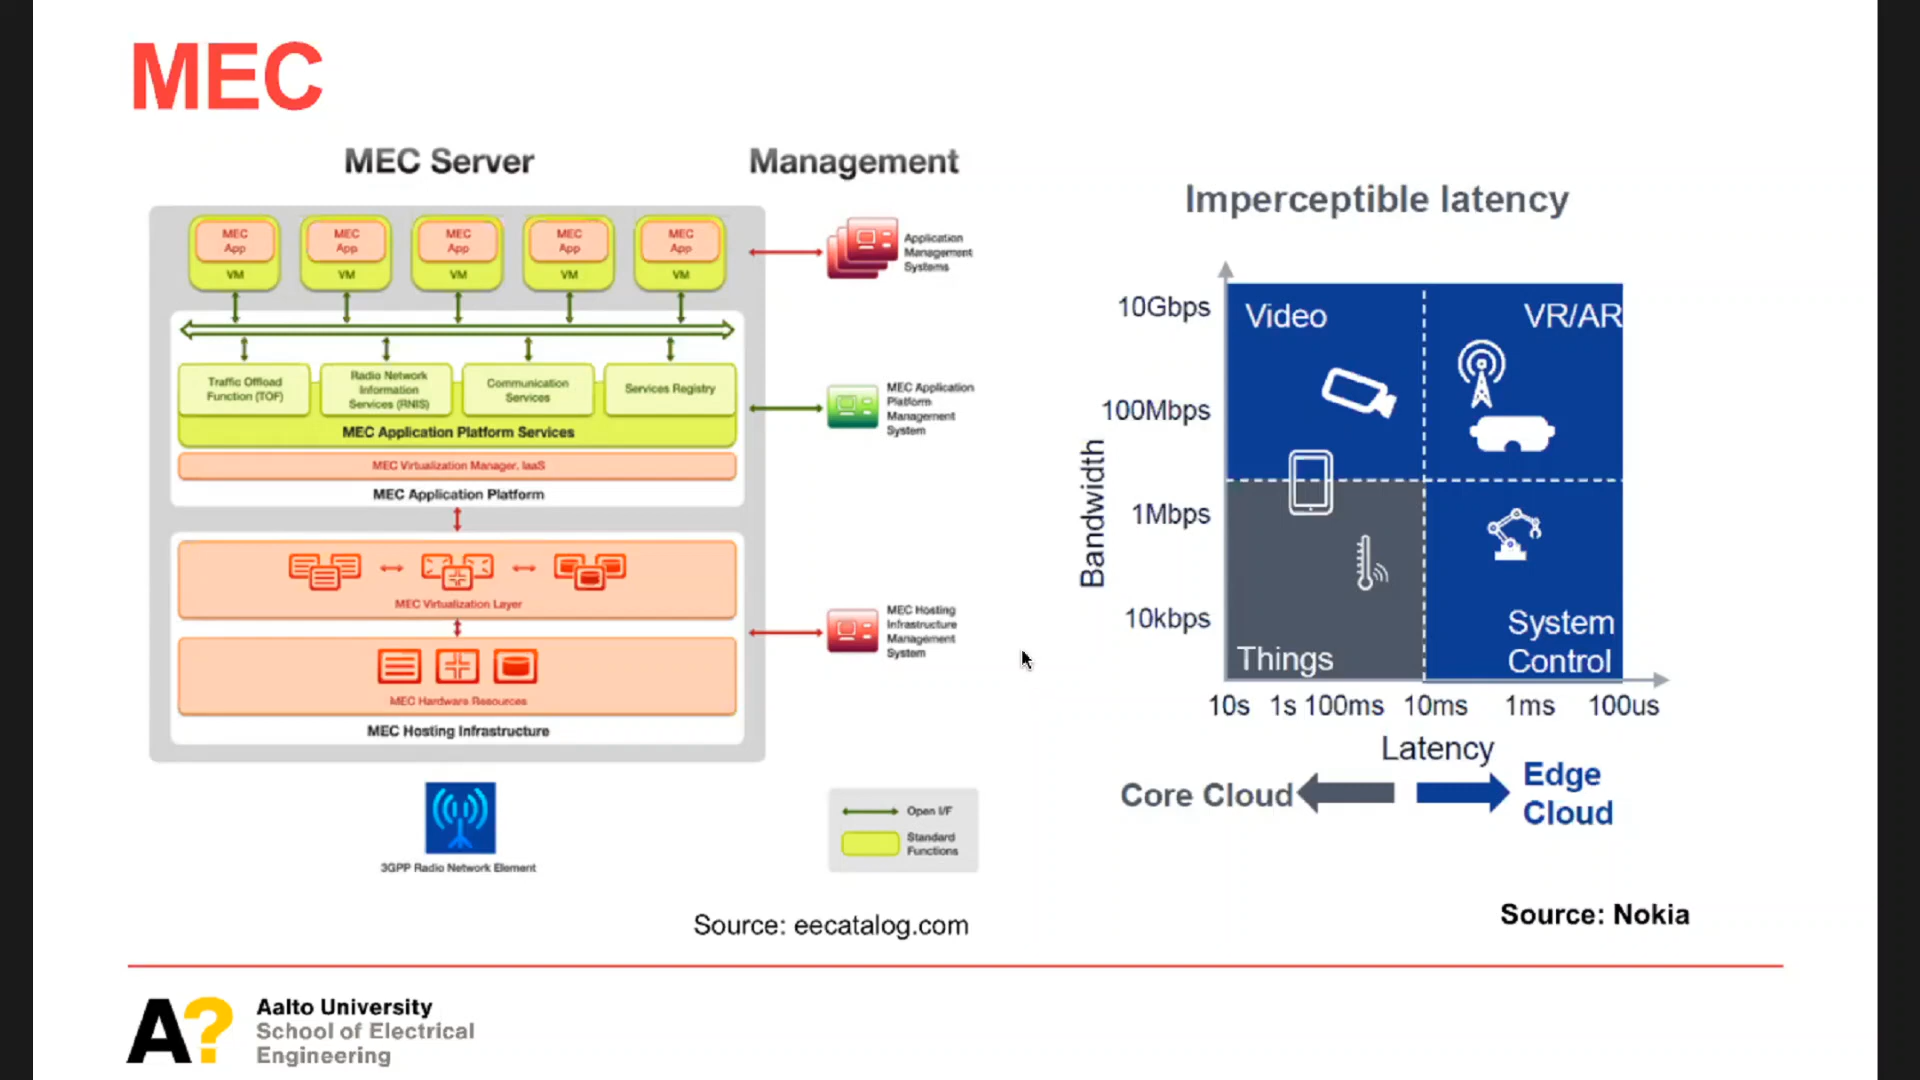 MEC
MEC Server
Management
MEC
App
VM
MEC
App
VM
MEC
App
VM
MEC
App
VM
MEC
App
VM
Application
Management
Systems
Traffic Offload
Function (TOF)
Radio Network
Information
Services (RNIS)
Communication
Services
Services Registry
MEC Application Platform Services
MEC Application
Platform
Management
System
MEC Virtualization Manager, IaaS
MEC Application Platform
MEC Virtualization Layer
MEC Hosting
Infrastructure
Management
System
MEC Hardware Resources
MEC Hosting Infrastructure
3GPP Radio Network Element
Open I/F
Standard
Functions
Source: eecatalog.com
Imperceptible latency
Bandwidth
10Gbps
100Mbps
1Mbps
10kbps
Video
VR/AR
Things
System
Control
10s 1s 100ms 10ms 1ms 100us
Latency
Core Cloud
Edge
Cloud
Source: Nokia
A?
Aalto University
School of Electrical
Engineering